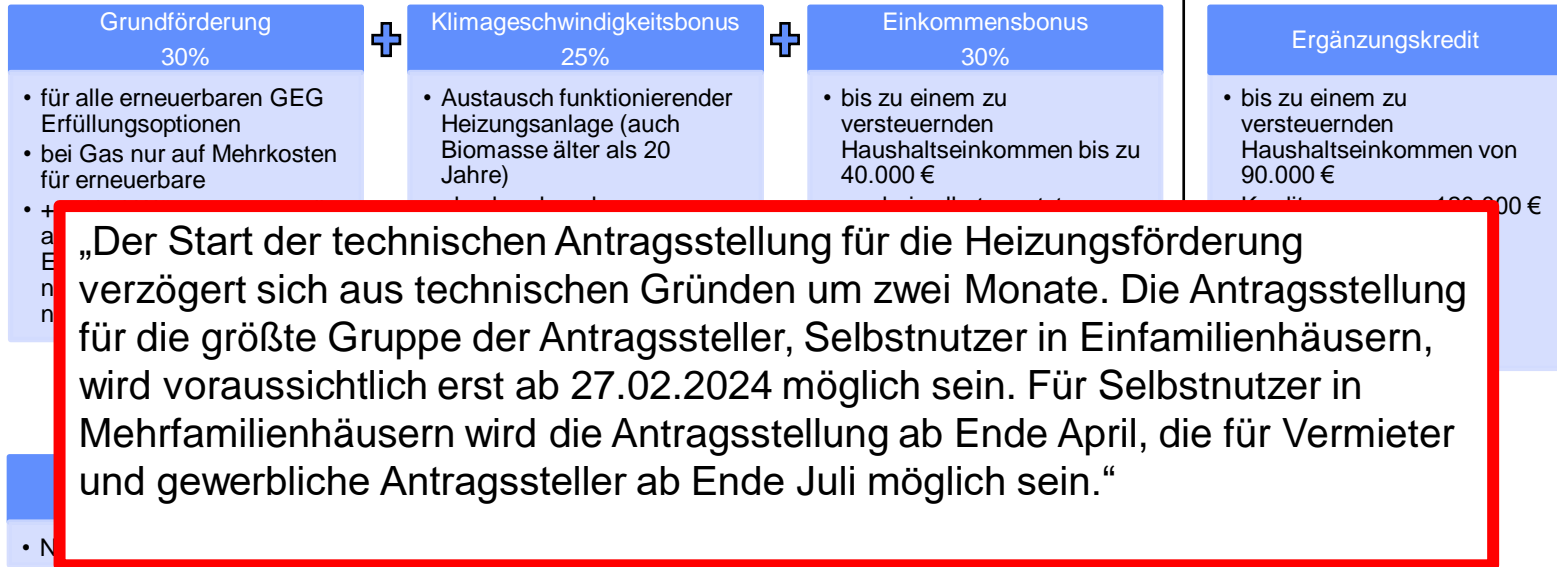 Grundförderung
30%
• für alle erneuerbaren GEG
Erfüllungsoptionen
• bei Gas nur auf Mehrkosten
für erneuerbare
• +
Klimageschwindigkeitsbonus
25%
• Austausch funktionierender
Heizungsanlage (auch
Biomasse älter als 20
Jahre)
Einkommensbonus
30%
• bis zu einem zu
versteuernden
Haushaltseinkommen bis zu
40.000 €
Ergänzungskredit
• bis zu einem zu
versteuernden
Haushaltseinkommen von
90.000 €
„Der Start der technischen Antragsstellung für die Heizungsförderung
verzögert sich aus technischen Gründen um zwei Monate. Die Antragsstellung
für die größte Gruppe der Antragssteller, Selbstnutzer in Einfamilienhäusern,
wird voraussichtlich erst ab 27.02.2024 möglich sein. Für Selbstnutzer in
Mehrfamilienhäusern wird die Antragsstellung ab Ende April, die für Vermieter
und gewerbliche Antragssteller ab Ende Juli möglich sein.“